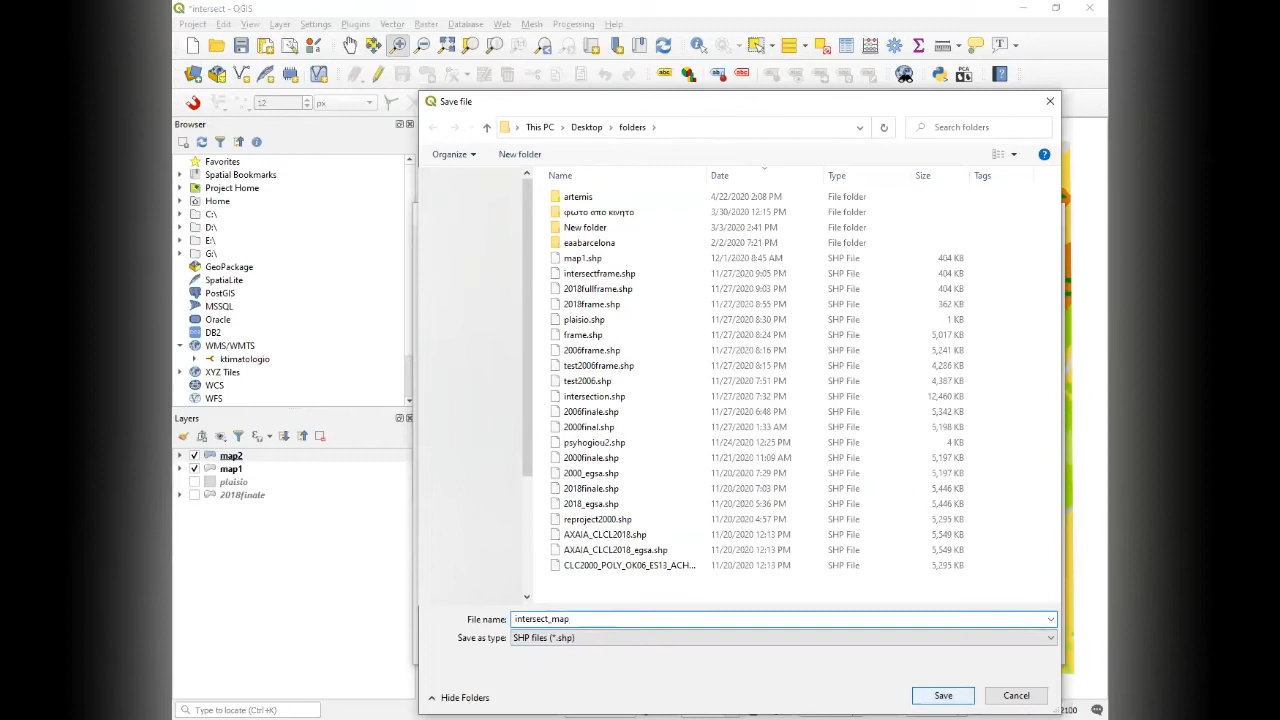 *intersect - QGIS
Project Edit View Layer Settings Plugins Vector Raster Database Web Mesh Processing Help
12 px
Browser
Favorites
Spatial Bookmarks
Project Home
Home
C:\
D:\
E:\
G:\
GeoPackage
SpatiaLite
PostGIS
MSSQL
Oracle
DB2
WMS/WMTS
ktimatologio
XYZ Tiles
WCS
WFS
Layers
map2
map1
plaisio
2018finale
Type to locate (Ctrl+K)
Save file
This PC > Desktop > folders >
Search folders
Organize New folder
Name Date Type Size Tags
artemis 4/22/2020 2:08 PM File folder
φωτο απο κινητο 3/30/2020 12:15 PM File folder
New folder 3/3/2020 2:41 PM File folder
eaabarcelona 2/2/2020 7:21 PM File folder
map1.shp 12/1/2020 8:45 AM SHP File 404 KB
intersectframe.shp 11/27/2020 9:05 PM SHP File 404 KB
2018fullframe.shp 11/27/2020 9:03 PM SHP File 404 KB
2018frame.shp 11/27/2020 8:55 PM SHP File 362 KB
plaisio.shp 11/27/2020 8:30 PM SHP File 1 KB
frame.shp 11/27/2020 8:24 PM SHP File 5,017 KB
2006frame.shp 11/27/2020 8:16 PM SHP File 5,241 KB
test2006frame.shp 11/27/2020 8:15 PM SHP File 4,286 KB
test2006.shp 11/27/2020 7:51 PM SHP File 4,387 KB
intersection.shp 11/27/2020 7:32 PM SHP File 12,460 KB
2006finale.shp 11/27/2020 6:48 PM SHP File 5,342 KB
2000final.shp 11/27/2020 1:33 AM SHP File 5,198 KB
psyhogiou2.shp 11/24/2020 12:25 PM SHP File 4 KB
2000finale.shp 11/21/2020 11:09 AM SHP File 5,197 KB
2000_egsa.shp 11/20/2020 7:29 PM SHP File 5,197 KB
2018finale.shp 11/20/2020 7:03 PM SHP File 5,446 KB
2018_egsa.shp 11/20/2020 5:36 PM SHP File 5,446 KB
reproject2000.shp 11/20/2020 4:57 PM SHP File 5,295 KB
AXAIA_CLCL2018.shp 11/20/2020 12:13 PM SHP File 5,549 KB
AXAIA_CLCL2018_egsa.shp 11/20/2020 12:13 PM SHP File 5,549 KB
CLC2000_POLY_OK06_ES13_ACH... 11/20/2020 12:13 PM SHP File 5,295 KB
File name: intersect_map
Save as type: SHP files (*.shp)
Hide Folders Save Cancel
2100